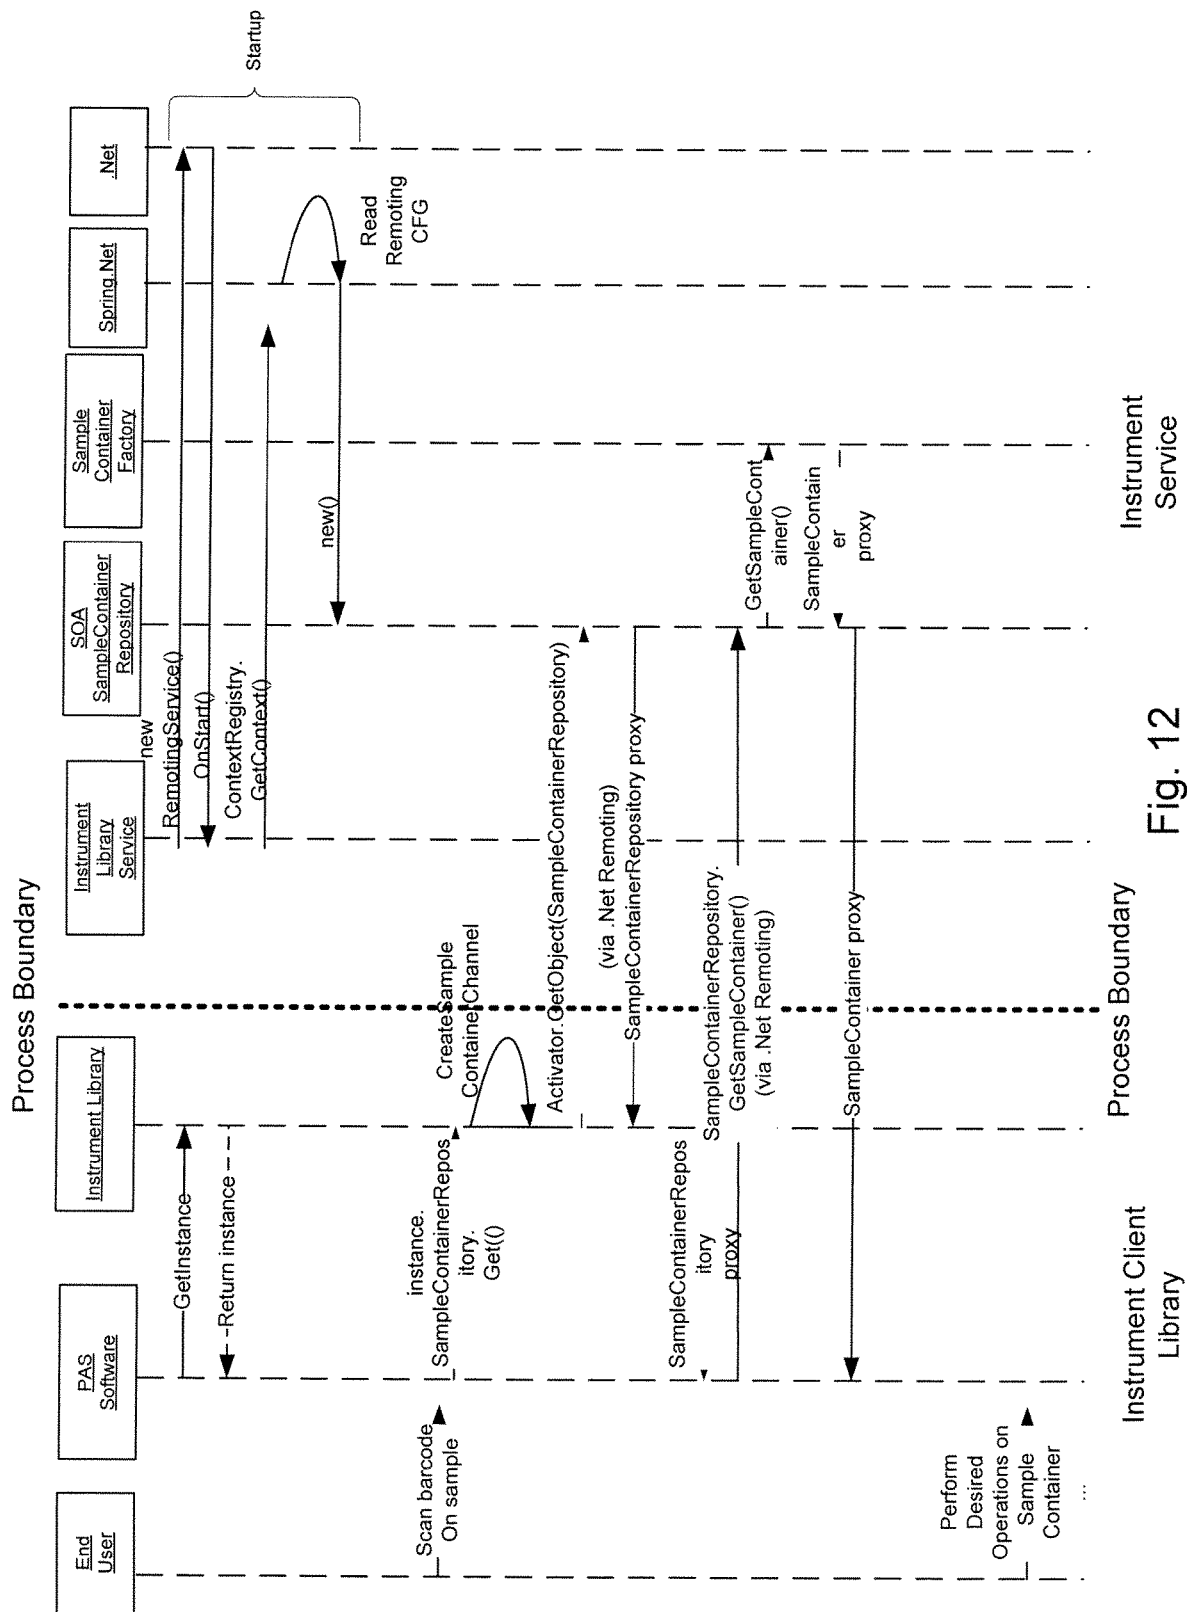 Process Boundary
End
User
PAS
Software
Instrument Library
Instrument
Library
Service
SOA
SampleContainer
Repository
Sample
Container
Factory
Spring.Net
.Net
Startup
GetInstance
Return instance
new
RemotingService()
OnStart()
ContextRegistry.
GetContext()
Read
Remoting
CFG
new()
Scan barcode
On sample
instance.
SampleContainerRepos
itory.
Get(()
CreateSample
ContainerChannel
Activator.GetObject(SampleContainerRepository)
(via .Net Remoting)
SampleContainerRepository proxy
SampleContainerRepos
itory
proxy
SampleContainerRepository.
GetSampleContainer()
(via .Net Remoting)
GetSampleCont
ainer()
SampleContain
er
proxy
SampleContainer proxy
Perform
Desired
Operations on
Sample
Container
...
Instrument Client
Library
Process Boundary
Instrument
Service
Fig. 12